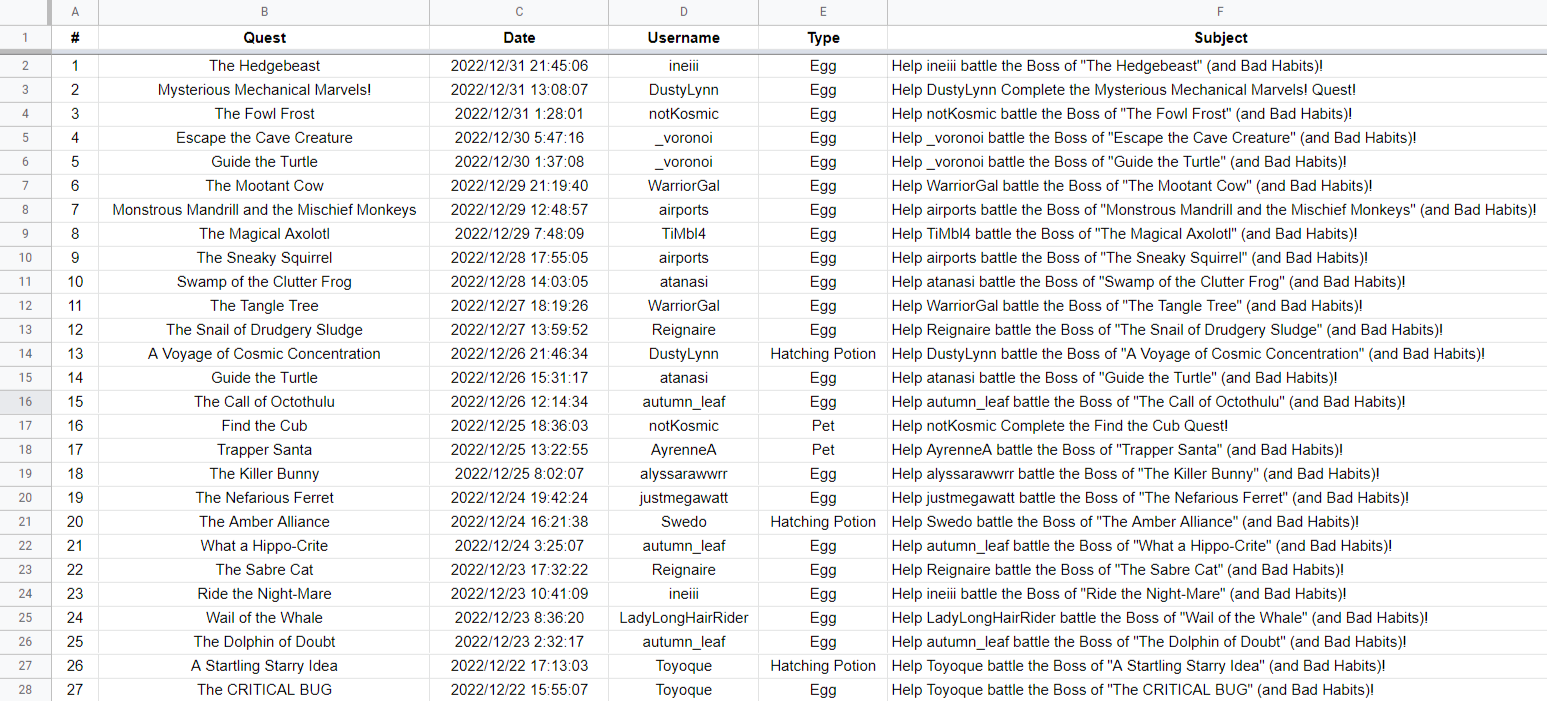 A B C D E F
1 # Quest Date Username Type Subject
2 1 The Hedgebeast 2022/12/31 21:45:06 ineiii Egg Help ineiii battle the Boss of "The Hedgebeast" (and Bad Habits)!
3 2 Mysterious Mechanical Marvels! 2022/12/31 13:08:07 DustyLynn Egg Help DustyLynn Complete the Mysterious Mechanical Marvels! Quest!
4 3 The Fowl Frost 2022/12/31 1:28:01 notKosmic Egg Help notKosmic battle the Boss of "The Fowl Frost" (and Bad Habits)!
5 4 Escape the Cave Creature 2022/12/30 5:47:16 _voronoi Egg Help _voronoi battle the Boss of "Escape the Cave Creature" (and Bad Habits)!
6 5 Guide the Turtle 2022/12/30 1:37:08 _voronoi Egg Help _voronoi battle the Boss of "Guide the Turtle" (and Bad Habits)!
7 6 The Mootant Cow 2022/12/29 21:19:40 WarriorGal Egg Help WarriorGal battle the Boss of "The Mootant Cow" (and Bad Habits)!
8 7 Monstrous Mandrill and the Mischief Monkeys 2022/12/29 12:48:57 airports Egg Help airports battle the Boss of "Monstrous Mandrill and the Mischief Monkeys" (and Bad Habits)!
9 8 The Magical Axolotl 2022/12/29 7:48:09 TiMbl4 Egg Help TiMbl4 battle the Boss of "The Magical Axolotl" (and Bad Habits)!
10 9 The Sneaky Squirrel 2022/12/28 17:55:05 airports Egg Help airports battle the Boss of "The Sneaky Squirrel" (and Bad Habits)!
11 10 Swamp of the Clutter Frog 2022/12/28 14:03:05 atanasi Egg Help atanasi battle the Boss of "Swamp of the Clutter Frog" (and Bad Habits)!
12 11 The Tangle Tree 2022/12/27 18:19:26 WarriorGal Egg Help WarriorGal battle the Boss of "The Tangle Tree" (and Bad Habits)!
13 12 The Snail of Drudgery Sludge 2022/12/27 13:59:52 Reignaire Egg Help Reignaire battle the Boss of "The Snail of Drudgery Sludge" (and Bad Habits)!
14 13 A Voyage of Cosmic Concentration 2022/12/26 21:46:34 DustyLynn Hatching Potion Help DustyLynn battle the Boss of "A Voyage of Cosmic Concentration" (and Bad Habits)!
15 14 Guide the Turtle 2022/12/26 15:31:17 atanasi Egg Help atanasi battle the Boss of "Guide the Turtle" (and Bad Habits)!
16 15 The Call of Octothulu 2022/12/26 12:14:34 autumn_leaf Egg Help autumn_leaf battle the Boss of "The Call of Octothulu" (and Bad Habits)!
17 16 Find the Cub 2022/12/25 18:36:03 notKosmic Pet Help notKosmic Complete the Find the Cub Quest!
18 17 Trapper Santa 2022/12/25 13:22:55 AyrenneA Pet Help AyrenneA battle the Boss of "Trapper Santa" (and Bad Habits)!
19 18 The Killer Bunny 2022/12/25 8:02:07 alyssarawwrr Egg Help alyssarawwrr battle the Boss of "The Killer Bunny" (and Bad Habits)!
20 19 The Nefarious Ferret 2022/12/24 19:42:24 justmegawatt Egg Help justmegawatt battle the Boss of "The Nefarious Ferret" (and Bad Habits)!
21 20 The Amber Alliance 2022/12/24 16:21:38 Swedo Hatching Potion Help Swedo battle the Boss of "The Amber Alliance" (and Bad Habits)!
22 21 What a Hippo-Crite 2022/12/24 3:25:07 autumn_leaf Egg Help autumn_leaf battle the Boss of "What a Hippo-Crite" (and Bad Habits)!
23 22 The Sabre Cat 2022/12/23 17:32:22 Reignaire Egg Help Reignaire battle the Boss of "The Sabre Cat" (and Bad Habits)!
24 23 Ride the Night-Mare 2022/12/23 10:41:09 ineiii Egg Help ineiii battle the Boss of "Ride the Night-Mare" (and Bad Habits)!
25 24 Wail of the Whale 2022/12/23 8:36:20 LadyLongHairRider Egg Help LadyLongHairRider battle the Boss of "Wail of the Whale" (and Bad Habits)!
26 25 The Dolphin of Doubt 2022/12/23 2:32:17 autumn_leaf Egg Help autumn_leaf battle the Boss of "The Dolphin of Doubt" (and Bad Habits)!
27 26 A Startling Starry Idea 2022/12/22 17:13:03 Toyoque Hatching Potion Help Toyoque battle the Boss of "A Startling Starry Idea" (and Bad Habits)!
28 27 The CRITICAL BUG 2022/12/22 15:55:07 Toyoque Egg Help Toyoque battle the Boss of "The CRITICAL BUG" (and Bad Habits)!